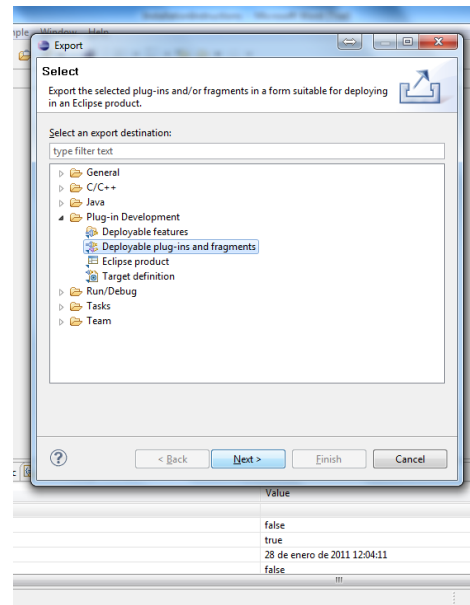 Window Help
Export
Select
Export the selected plug-ins and/or fragments in a form suitable for deploying
in an Eclipse product.
Select an export destination:
type filter text
General
C/C++
Java
Plug-in Development
Deployable features
Deployable plug-ins and fragments
Eclipse product
Target definition
Run/Debug
Tasks
Team
< Back Next > Finish Cancel
Value
false
true
28 de enero de 2011 12:04:11
false